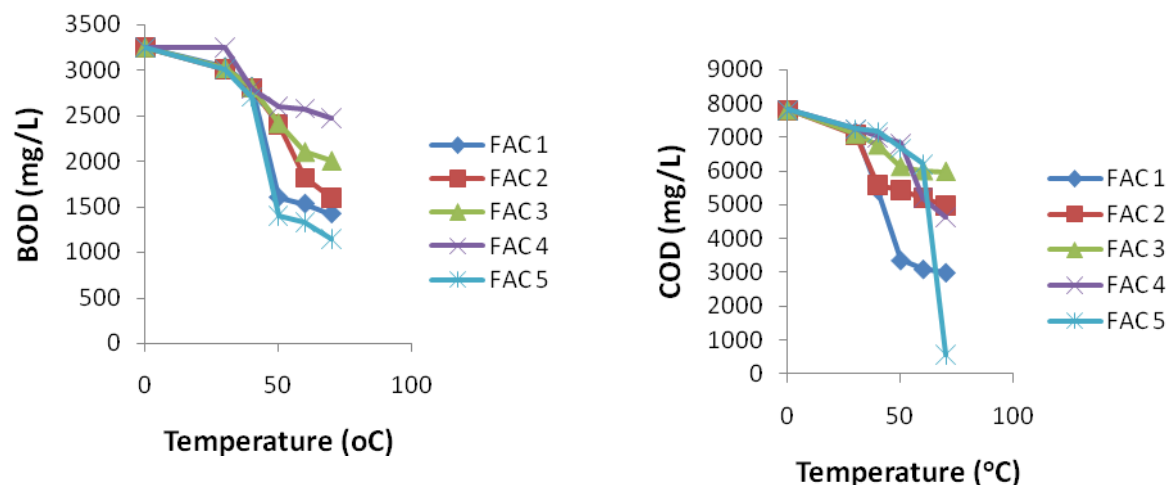 3500
3000
2500
2000
1500
1000
500
0
BOD (mg/L)
0 50 100
Temperature (oC)
FAC 1
FAC 2
FAC 3
FAC 4
FAC 5
9000
8000
7000
6000
5000
4000
3000
2000
1000
0
COD (mg/L)
0 50 100
Temperature (°C)
FAC 1
FAC 2
FAC 3
FAC 4
FAC 5